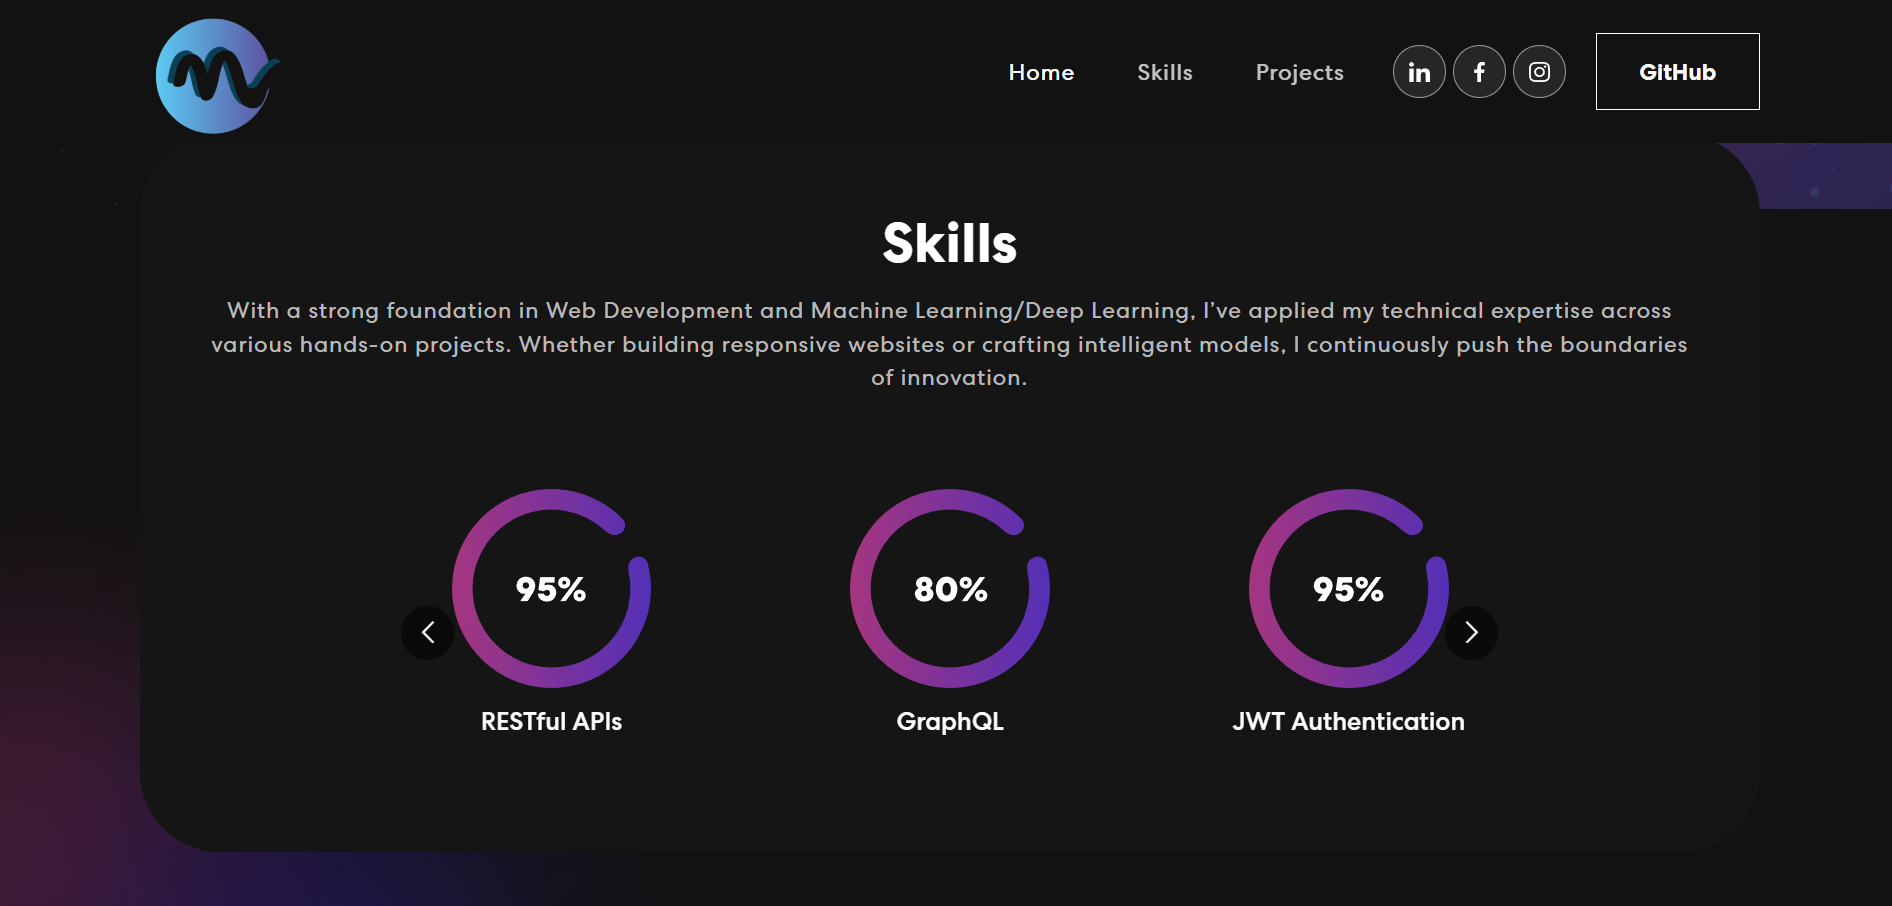 Home Skills Projects in f GitHub
Skills
With a strong foundation in Web Development and Machine Learning/Deep Learning, I’ve applied my technical expertise across
various hands-on projects. Whether building responsive websites or crafting intelligent models, I continuously push the boundaries
of innovation.
95% 80% 95%
RESTful APIs GraphQL JWT Authentication